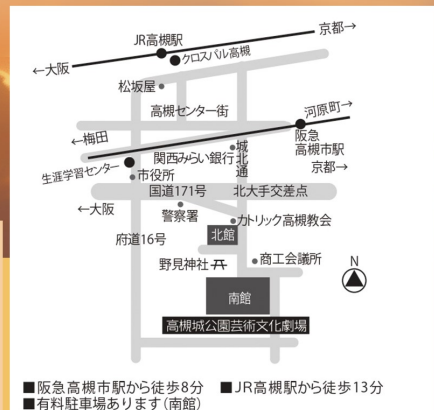 京都→
JR高槻駅
クロスパル高槻
←大阪
松坂屋
高槻センター街
河原町→
←梅田
城北通
阪急
高槻市駅
関西みらい銀行
京都→
生涯学習センター
市役所
国道171号
北大手交差点
←大阪
警察署
カトリック高槻教会
府道16号
北館
野見神社
商工会議所
N
南館
高槻城公園芸術文化劇場
■阪急高槻市駅から徒歩8分 ■JR高槻駅から徒歩13分
■有料駐車場あります(南館)